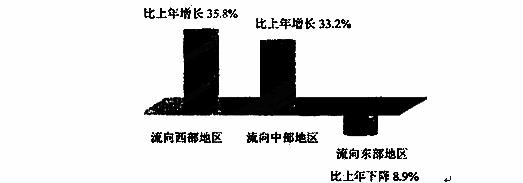 比上年增长 35.8%
比上年增长 33.2%
流向西部地区
流向中部地区
流向东部地区
比上年下降 8.9%